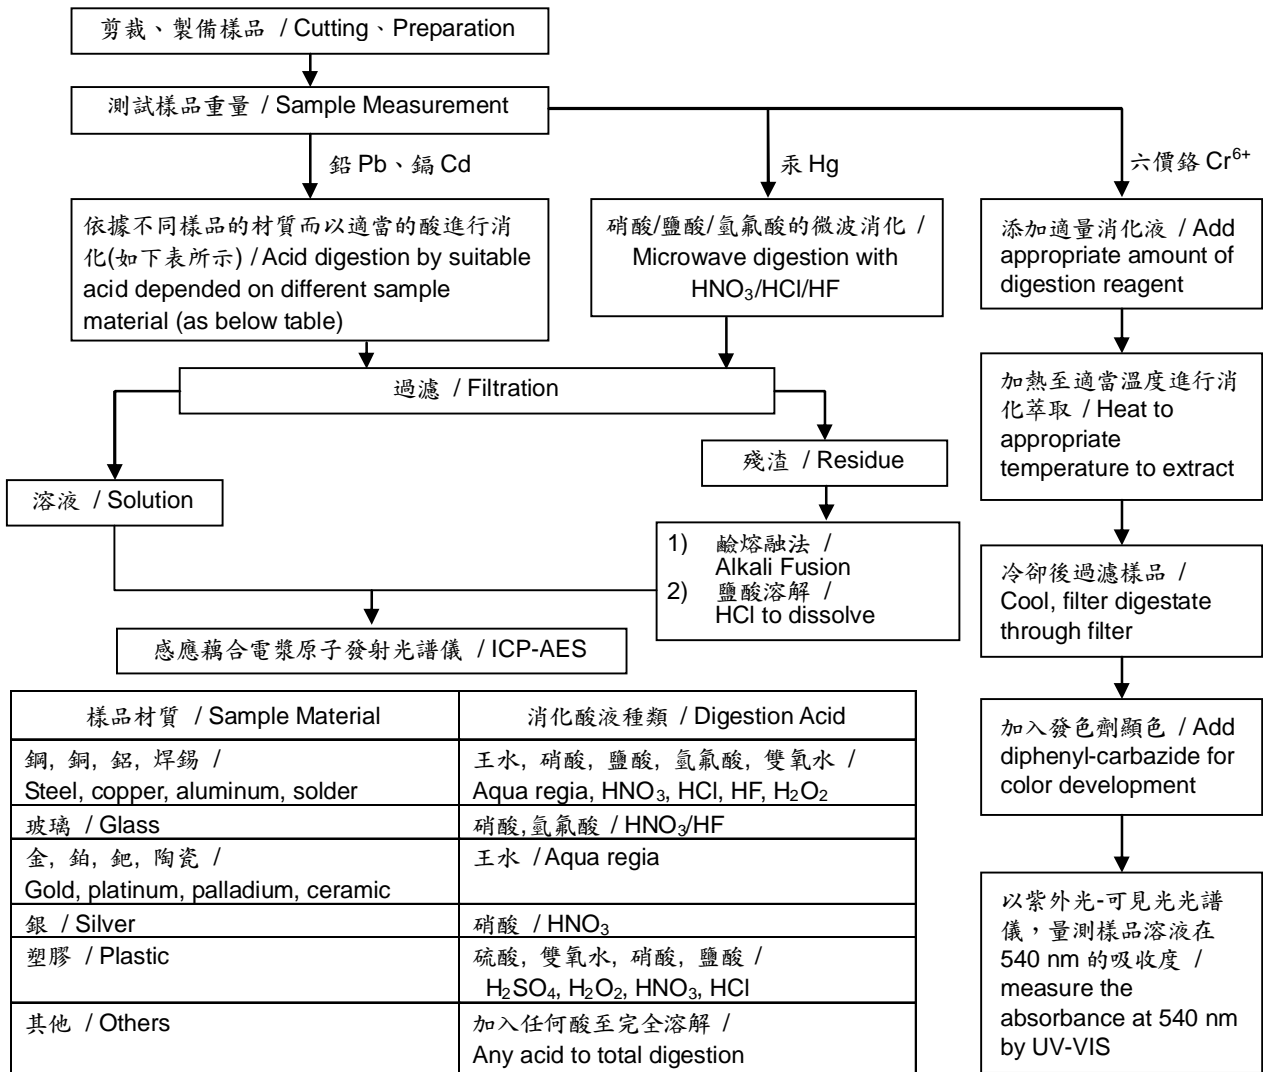 剪裁、製備樣品 / Cutting、Preparation
測試樣品重量 / Sample Measurement
鉛 Pb、鎘 Cd
汞 Hg
六價鉻 Cr⁶⁺
依據不同樣品的材質而以適當的酸進行消
化(如下表所示) / Acid digestion by suitable
acid depended on different sample
material (as below table)
硝酸/鹽酸/氫氟酸的微波消化 /
Microwave digestion with
HNO₃/HCl/HF
添加適量消化液 / Add
appropriate amount of
digestion reagent
過濾 / Filtration
加熱至適當溫度進行消
化萃取 / Heat to
appropriate
temperature to extract
殘渣 / Residue
溶液 / Solution
1) 鹼熔融法 /
Alkali Fusion
2) 鹽酸溶解 /
HCl to dissolve
冷卻後過濾樣品 /
Cool, filter digestate
through filter
感應藕合電漿原子發射光譜儀 / ICP-AES
加入發色劑顯色 / Add
diphenyl-carbazide for
color development
以紫外光-可見光光譜
儀，量測樣品溶液在
540 nm 的吸收度 /
measure the
absorbance at 540 nm
by UV-VIS
樣品材質 / Sample Material
消化酸液種類 / Digestion Acid
鋼, 銅, 鋁, 焊錫 /
Steel, copper, aluminum, solder
王水, 硝酸, 鹽酸, 氫氟酸, 雙氧水 /
Aqua regia, HNO₃, HCl, HF, H₂O₂
玻璃 / Glass
硝酸,氫氟酸 / HNO₃/HF
金, 鉑, 鈀, 陶瓷 /
Gold, platinum, palladium, ceramic
王水 / Aqua regia
銀 / Silver
硝酸 / HNO₃
塑膠 / Plastic
硫酸, 雙氧水, 硝酸, 鹽酸 /
H₂SO₄, H₂O₂, HNO₃, HCl
其他 / Others
加入任何酸至完全溶解 /
Any acid to total digestion